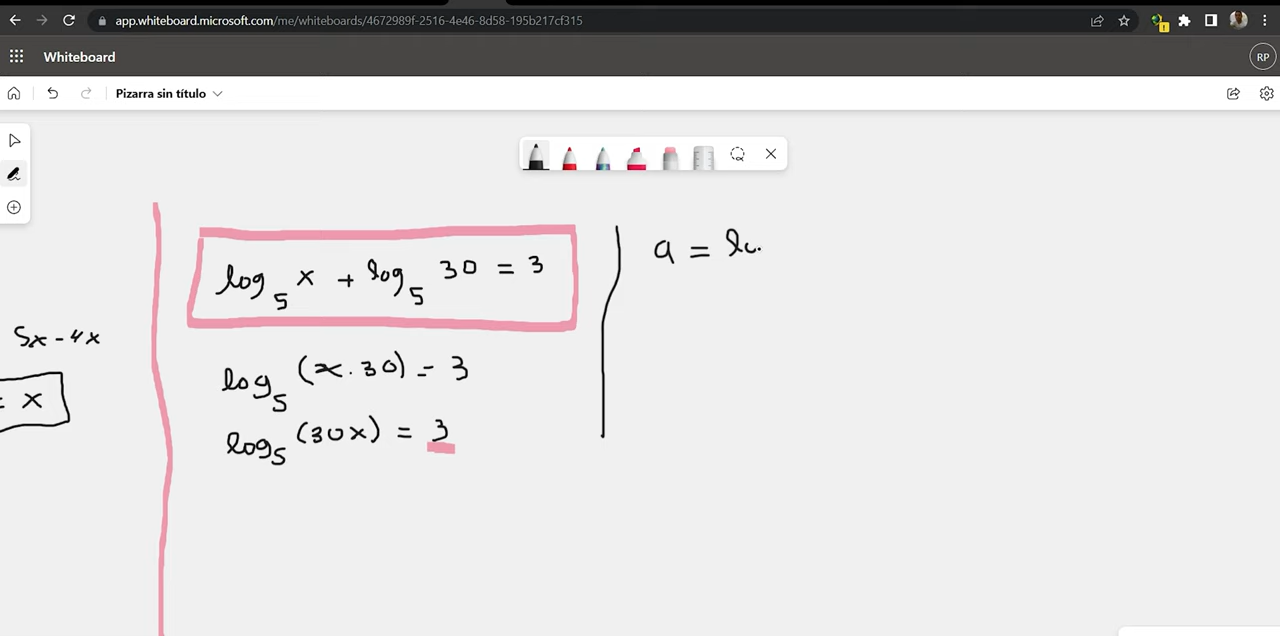 app.whiteboard.microsoft.com/me/whiteboards/4672989f-2516-4e46-8d58-195b217cf315
Whiteboard
RP
Pizarra sin título
log₅ x + log₅ 30 = 3
a =
5x - 4x
log₅ (x . 30) = 3
= x
log₅ (30x) = 3